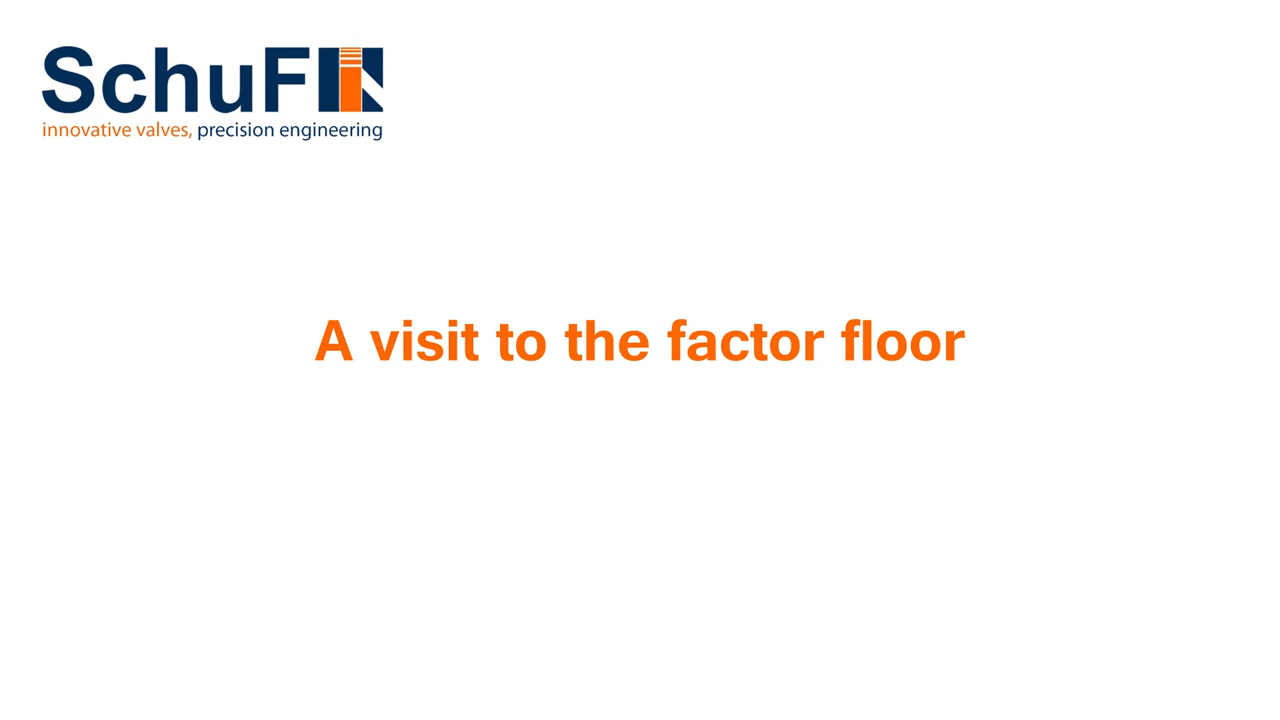 SchuF
innovative valves, precision engineering
A visit to the factor floor